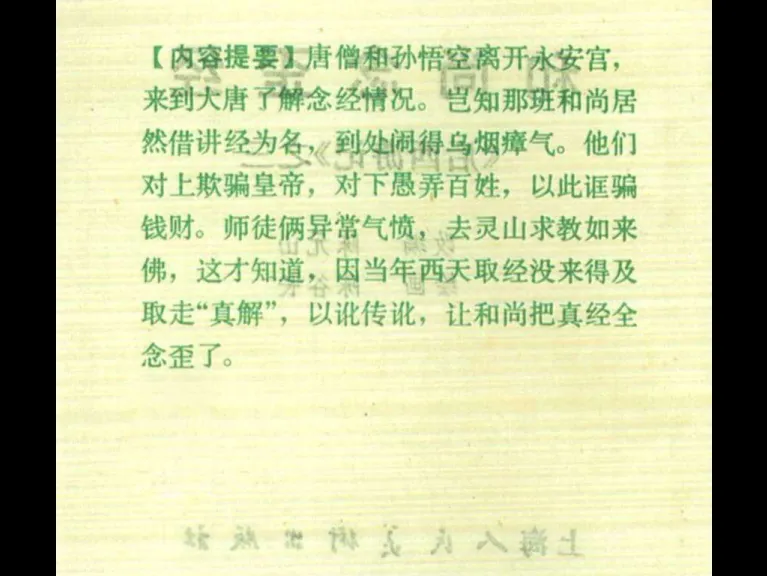 【内容提要】唐僧和孙悟空离开永安宫，
来到大唐了解念经情况。岂知那班和尚居
然借讲经为名，到处闹得乌烟瘴气。他们
对上欺骗皇帝，对下愚弄百姓，以此诓骗
钱财。师徒俩异常气愤，去灵山求教如来
佛，这才知道，因当年西天取经没来得及
取走“真解”，以讹传讹，让和尚把真经全
念歪了。
《后西游记》之二
上海人民美术出版社